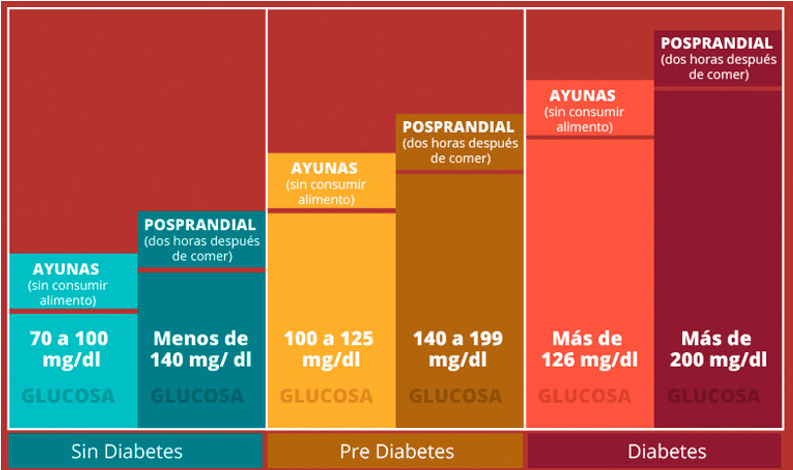 AYUNAS
(sin consumir
alimento)
70 a 100
mg/dl
GLUCOSA
POSPRANDIAL
(dos horas después
de comer)
Menos de
140 mg/ dl
GLUCOSA
Sin Diabetes
AYUNAS
(sin consumir
alimento)
100 a 125
mg/dl
GLUCOSA
POSPRANDIAL
(dos horas después
de comer)
140 a 199
mg/dl
GLUCOSA
Pre Diabetes
AYUNAS
(sin consumir
alimento)
Más de
126 mg/dl
GLUCOSA
POSPRANDIAL
(dos horas después
de comer)
Más de
200 mg/dl
GLUCOSA
Diabetes